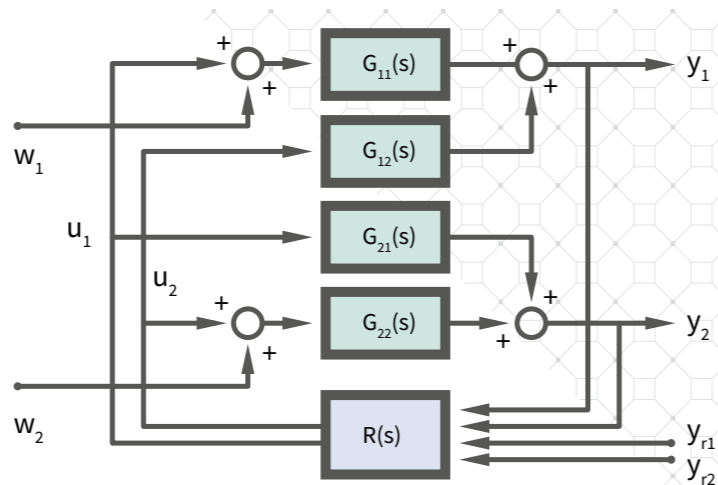 +
G₁₁(s)
+
y₁
+
+
w₁
G₁₂(s)
u₁
G₂₁(s)
u₂
+
+
G₂₂(s)
y₂
+
+
w₂
R(s)
yᵣ₁
yᵣ₂